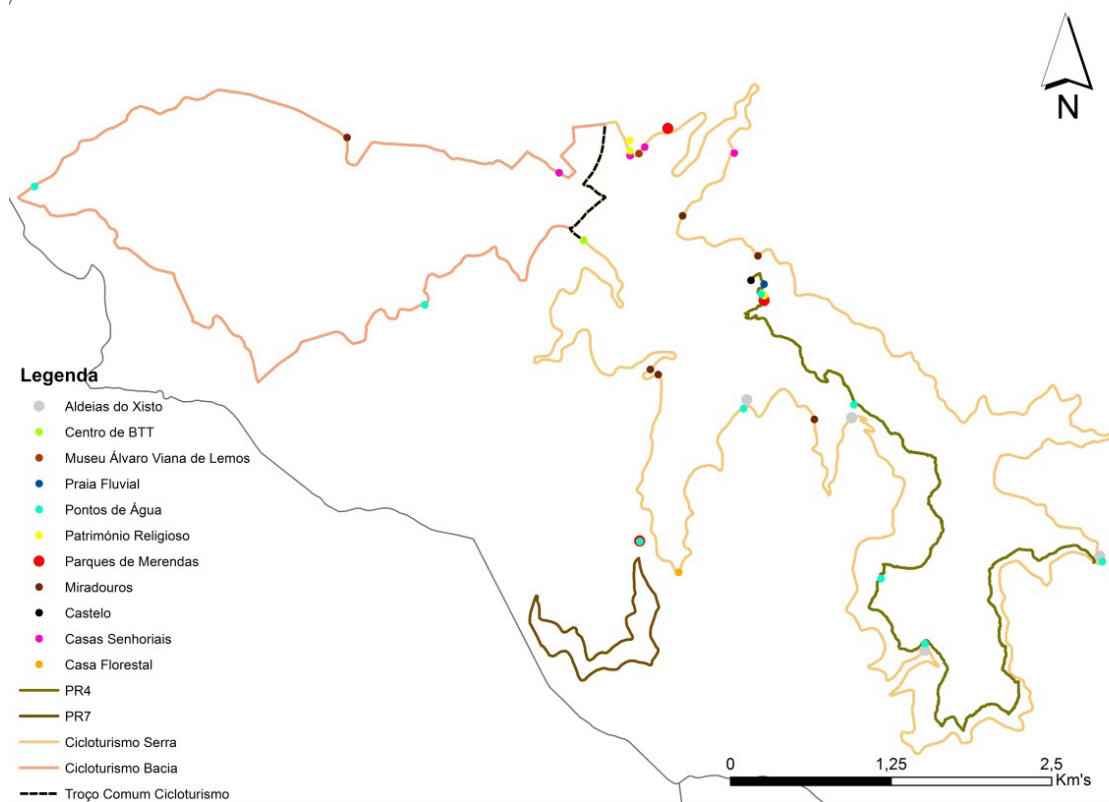 N
Legenda
Aldeias do Xisto
Centro de BTT
Museu Álvaro Viana de Lemos
Praia Fluvial
Pontos de Água
Património Religioso
Parques de Merendas
Miradouros
Castelo
Casas Senhoriais
Casa Florestal
PR4
PR7
Cicloturismo Serra
Cicloturismo Bacia
Troço Comum Cicloturismo
0 1,25 2,5
Km's